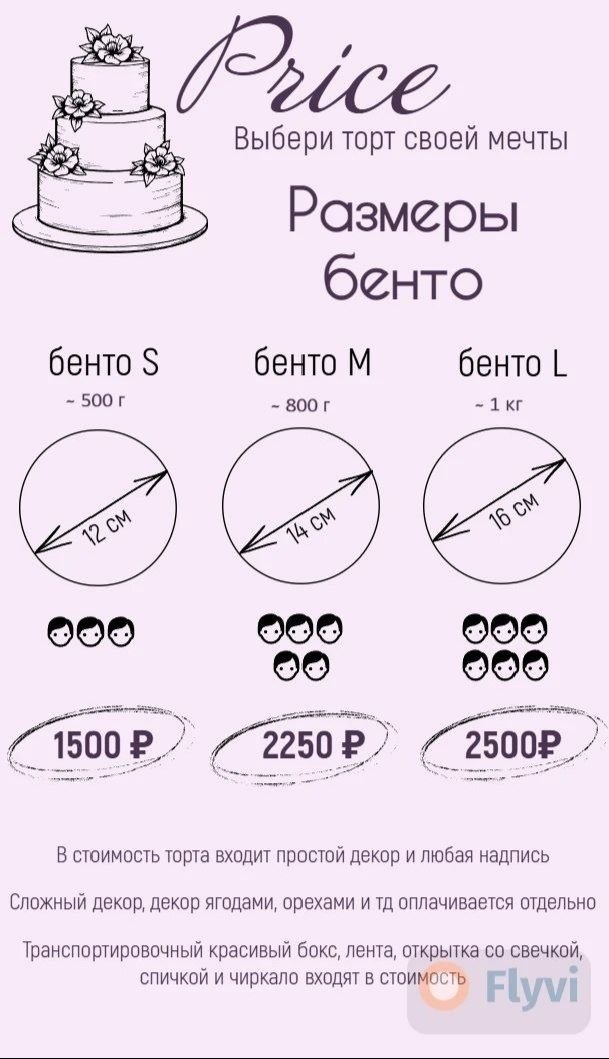 Price
Выбери торт своей мечты
Размеры
бенто
бенто S
~ 500 г
12 см
1500 ₽
бенто M
~ 800 г
14 см
2250 ₽
бенто L
~ 1 кг
16 см
2500₽
В стоимость торта входит простой декор и любая надпись
Сложный декор, декор ягодами, орехами и тд оплачивается отдельно
Транспортировочный красивый бокс, лента, открытка со свечкой,
спичкой и чиркало входят в стоимость
Flyvi